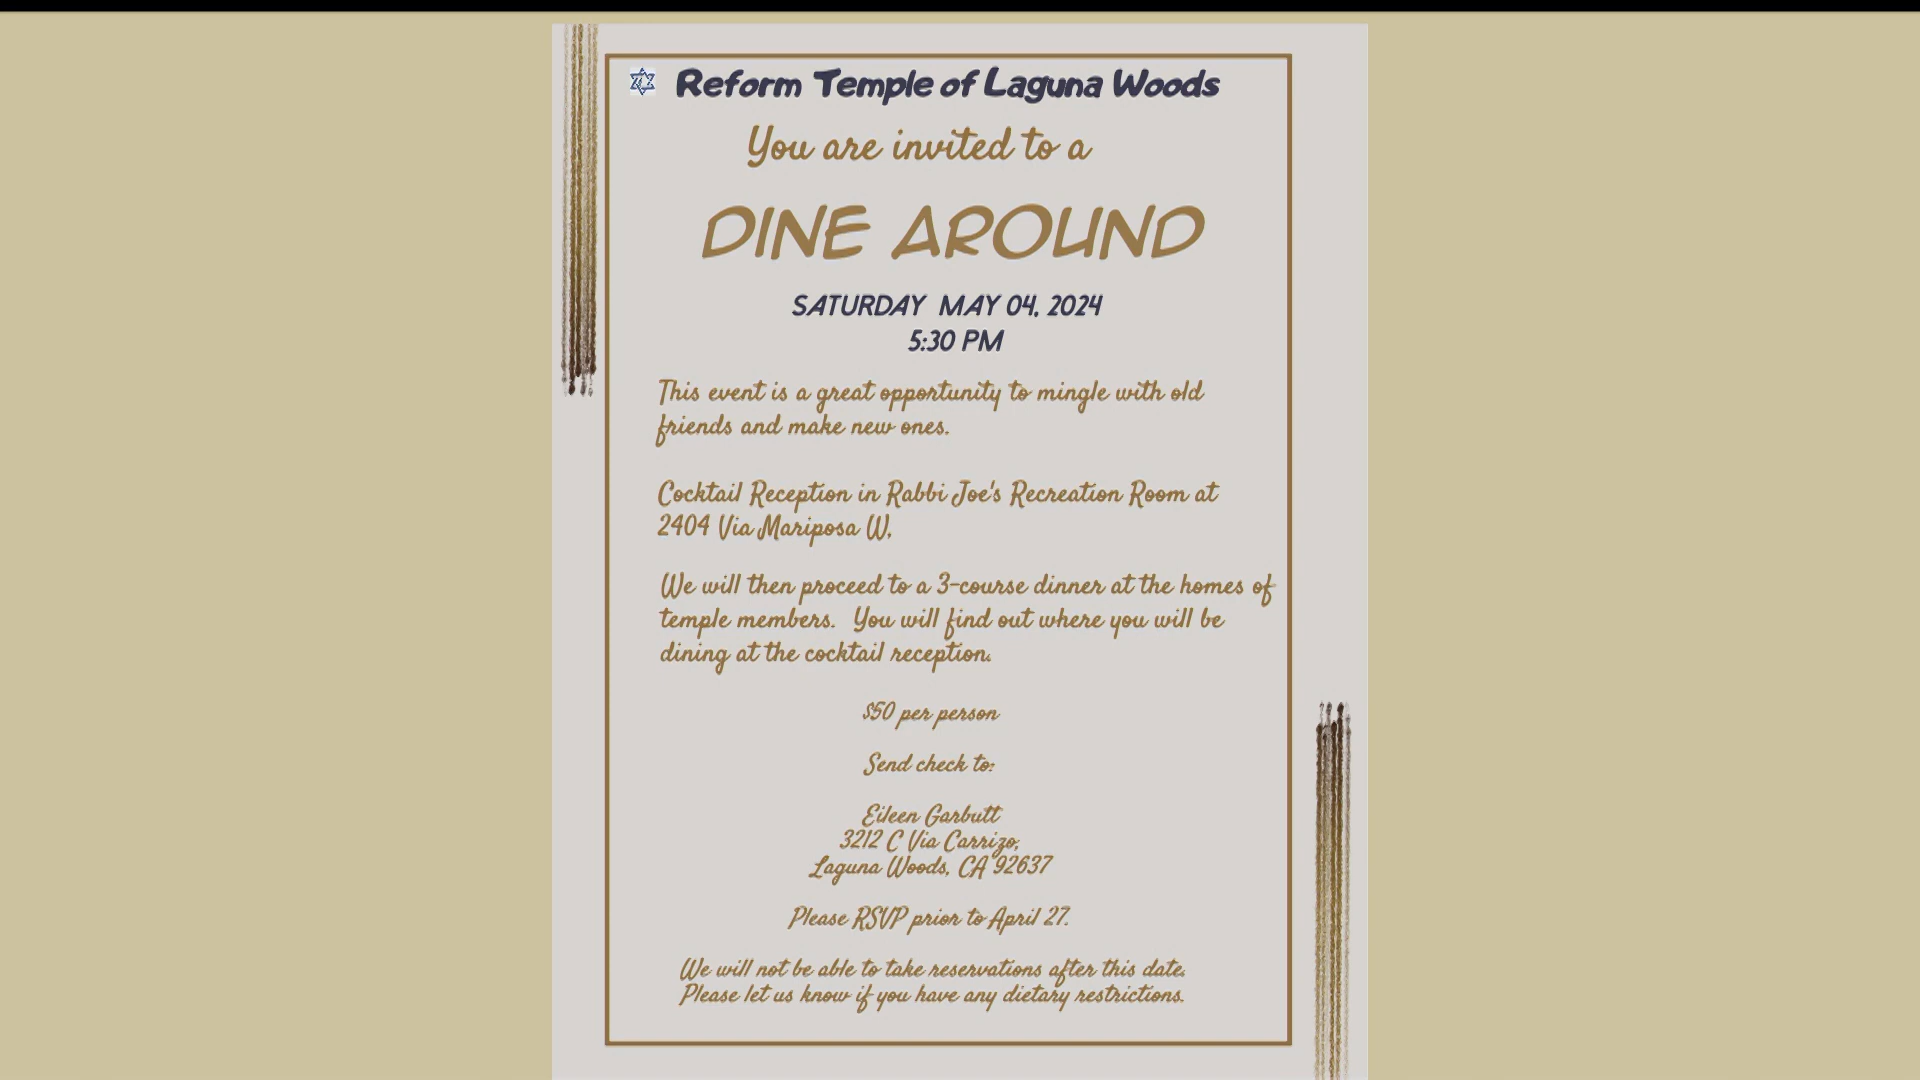 Reform Temple of Laguna Woods
You are invited to a
DINE AROUND
SATURDAY MAY 04, 2024
5:30 PM
This event is a great opportunity to mingle with old
friends and make new ones.
Cocktail Reception in Rabbi Joe's Recreation Room at
2404 Via Mariposa W,
We will then proceed to a 3-course dinner at the homes of
temple members. You will find out where you will be
dining at the cocktail reception.
$50 per person
Send check to:
Eileen Garbutt
3212 C Via Carrizo,
Laguna Woods, CA 92637
Please RSVP prior to April 27.
We will not be able to take reservations after this date.
Please let us know if you have any dietary restrictions.